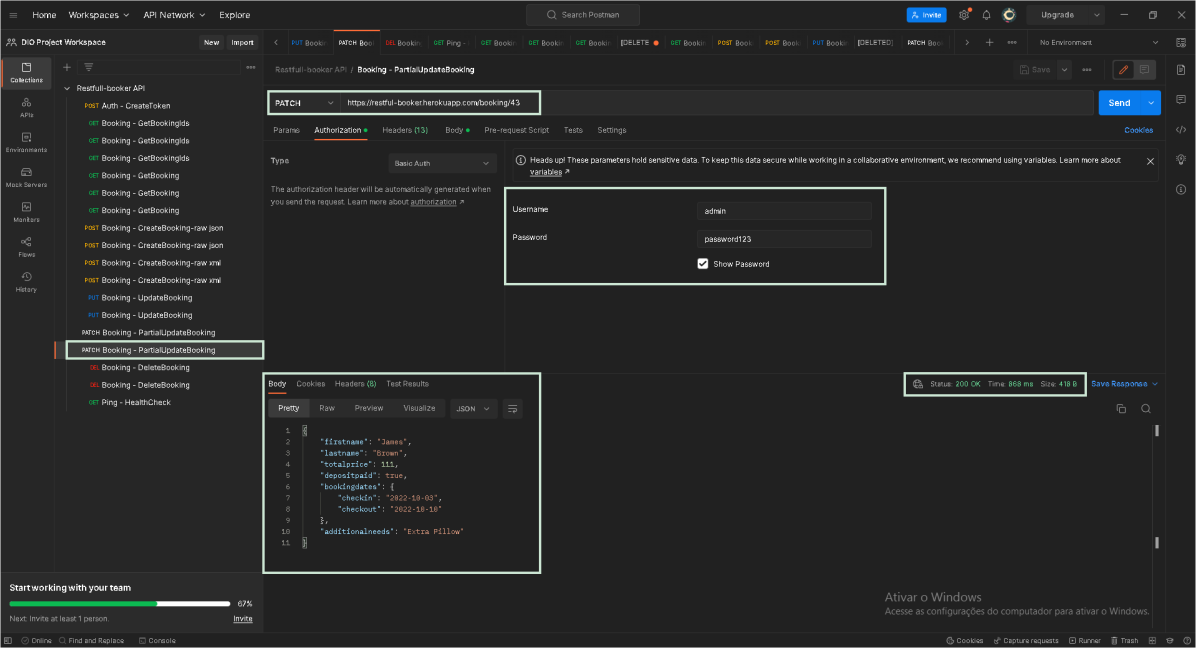 Home Workspaces API Network Explore Search Postman Invite Upgrade
DIO Project Workspace New Import PUT Bookin PATCH Boo DEL Bookin GET Ping - GET Bookin GET Bookin GET Bookin [DELETE GET Bookin POST Book POST Book PUT Bookin [DELETED] PATCH Boo No Environment
Collections
APIs
Environments
Mock Servers
Monitors
Flows
History
Restfull-booker API
POST Auth - CreateToken
GET Booking - GetBookingIds
GET Booking - GetBookingIds
GET Booking - GetBookingIds
GET Booking - GetBooking
GET Booking - GetBooking
GET Booking - GetBooking
POST Booking - CreateBooking-raw json
POST Booking - CreateBooking-raw json
POST Booking - CreateBooking-raw xml
POST Booking - CreateBooking-raw xml
PUT Booking - UpdateBooking
PUT Booking - UpdateBooking
PATCH Booking - PartialUpdateBooking
PATCH Booking - PartialUpdateBooking
DEL Booking - DeleteBooking
DEL Booking - DeleteBooking
GET Ping - HealthCheck
Start working with your team
67%
Next: Invite at least 1 person. Invite
Restfull-booker API / Booking - PartialUpdateBooking Save
PATCH https://restful-booker.herokuapp.com/booking/43 Send
Params Authorization Headers (13) Body Pre-request Script Tests Settings Cookies
Type Basic Auth
The authorization header will be automatically generated when
you send the request. Learn more about authorization
Heads up! These parameters hold sensitive data. To keep this data secure while working in a collaborative environment, we recommend using variables. Learn more about
variables
Username admin
Password password123
Show Password
Body Cookies Headers (8) Test Results Status: 200 OK Time: 868 ms Size: 418 B Save Response
Pretty Raw Preview Visualize JSON
1 {
2 "firstname": "James",
3 "lastname": "Brown",
4 "totalprice": 111,
5 "depositpaid": true,
6 "bookingdates": {
7 "checkin": "2022-10-03",
8 "checkout": "2022-10-10"
9 },
10 "additionalneeds": "Extra Pillow"
11 }
Ativar o Windows
Acesse as configurações do computador para ativar o Windows.
Online Find and Replace Console Cookies Capture requests Runner Trash